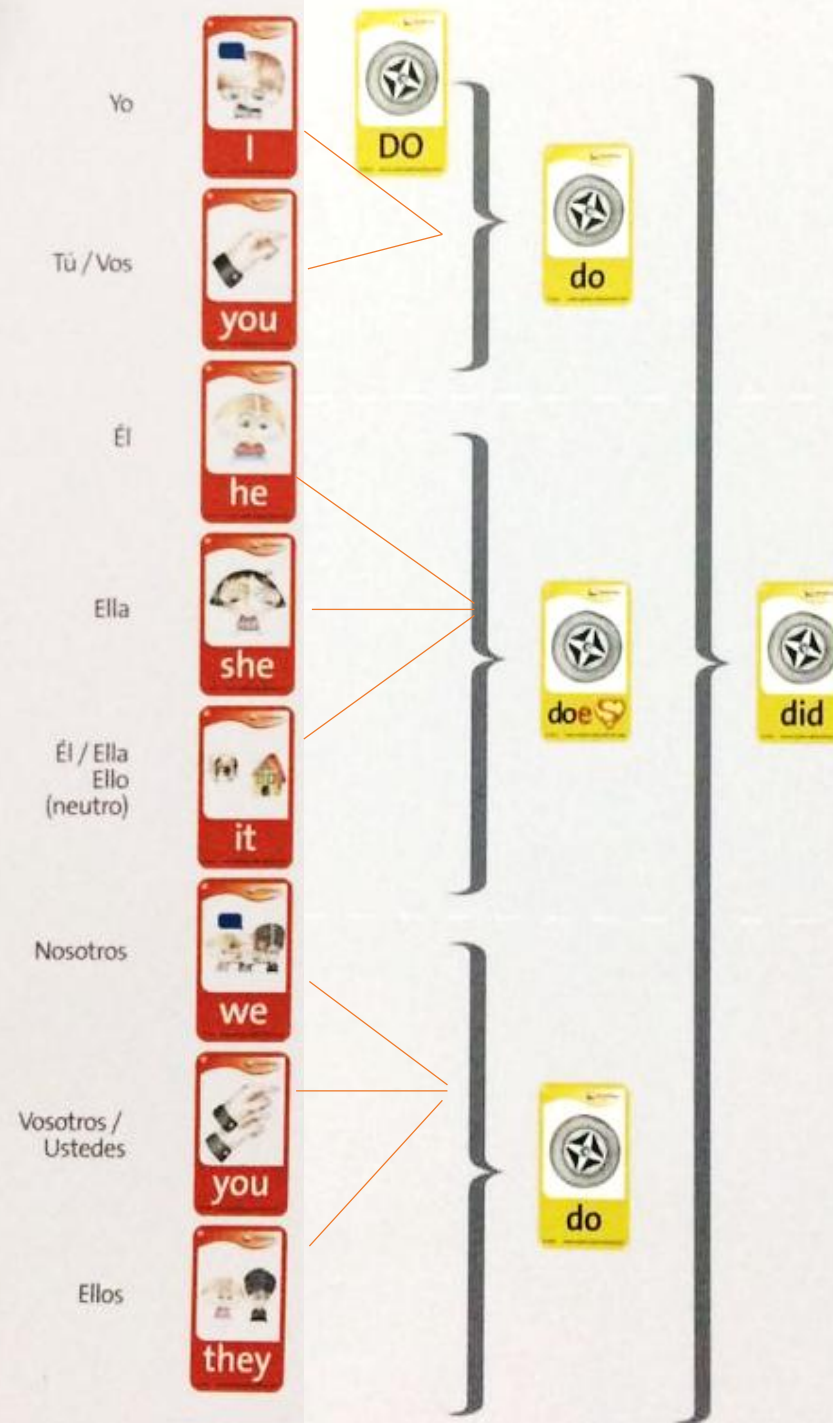 Yo
I
DO
Tú / Vos
you
do
Él
he
Ella
she
doeS
did
Él / Ella
Ello
(neutro)
it
Nosotros
we
Vosotros /
Ustedes
you
do
Ellos
they